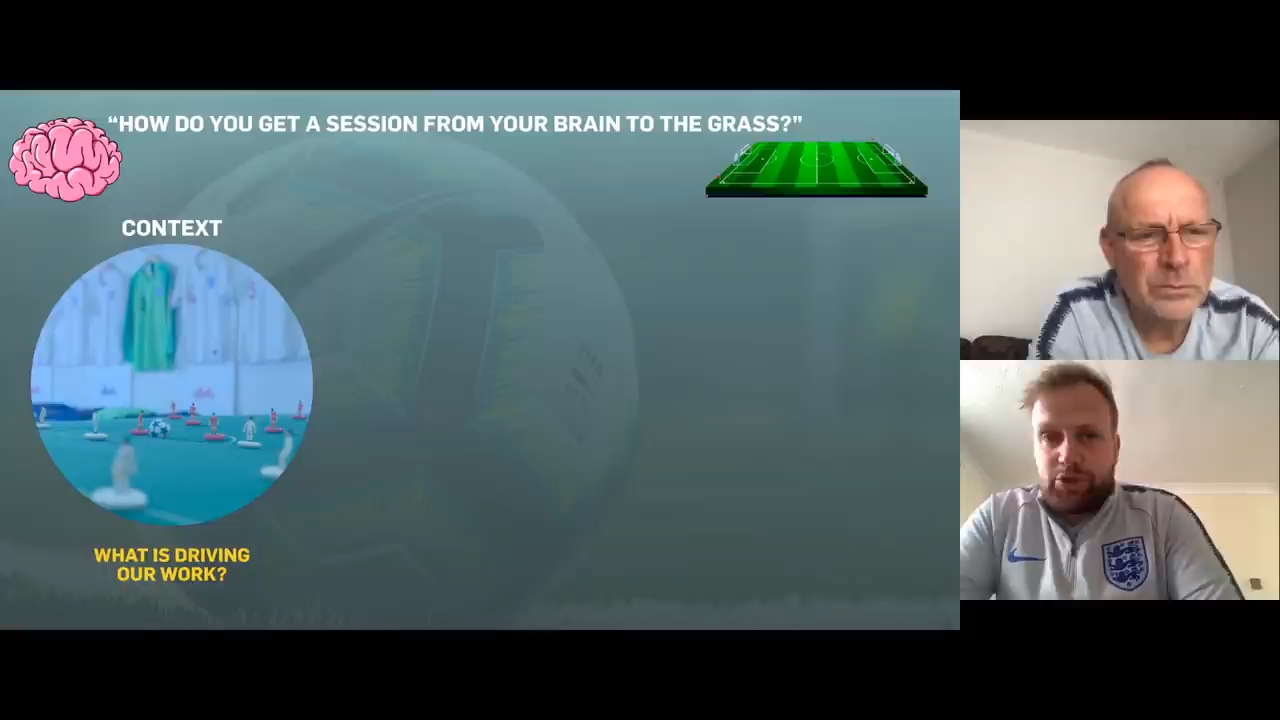 “HOW DO YOU GET A SESSION FROM YOUR BRAIN TO THE GRASS?”
CONTEXT
WHAT IS DRIVING
OUR WORK?